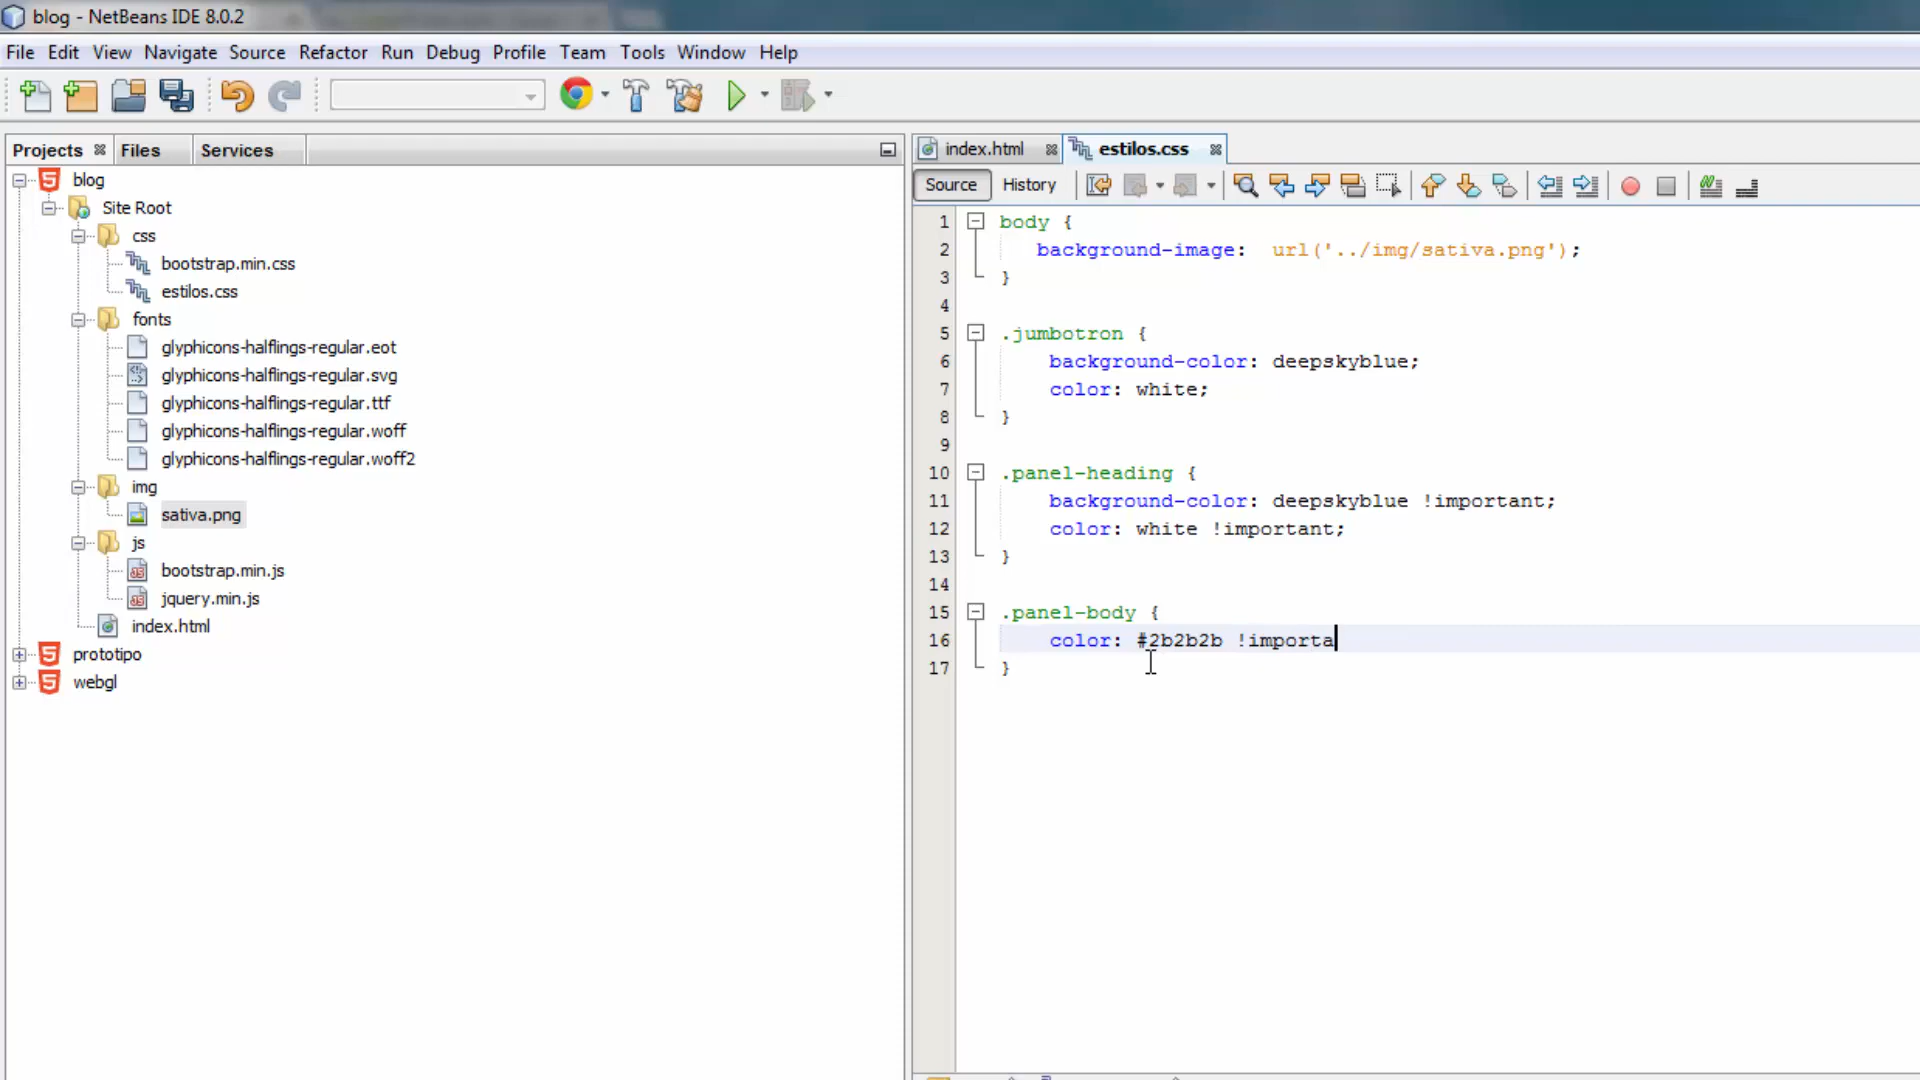 blog - NetBeans IDE 8.0.2
File Edit View Navigate Source Refactor Run Debug Profile Team Tools Window Help
Projects Files Services
blog
Site Root
css
bootstrap.min.css
estilos.css
fonts
glyphicons-halflings-regular.eot
glyphicons-halflings-regular.svg
glyphicons-halflings-regular.ttf
glyphicons-halflings-regular.woff
glyphicons-halflings-regular.woff2
img
sativa.png
js
bootstrap.min.js
jquery.min.js
index.html
prototipo
webgl
index.html estilos.css
Source History
1 body {
2 background-image: url('../img/sativa.png');
3 }
4
5 .jumbotron {
6 background-color: deepskyblue;
7 color: white;
8 }
9
10 .panel-heading {
11 background-color: deepskyblue !important;
12 color: white !important;
13 }
14
15 .panel-body {
16 color: #2b2b2b !importa
17 }